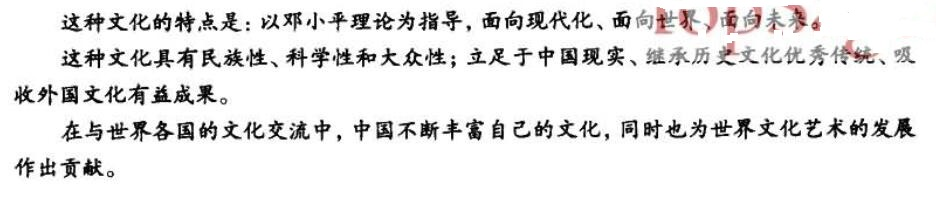 这种文化的特点是：以邓小平理论为指导，面向现代化、面向世界、面向未来。
这种文化具有民族性、科学性和大众性；立足于中国现实、继承历史文化优秀传统、吸
收外国文化有益成果。
在与世界各国的文化交流中，中国不断丰富自己的文化，同时也为世界文化艺术的发展
作出贡献。